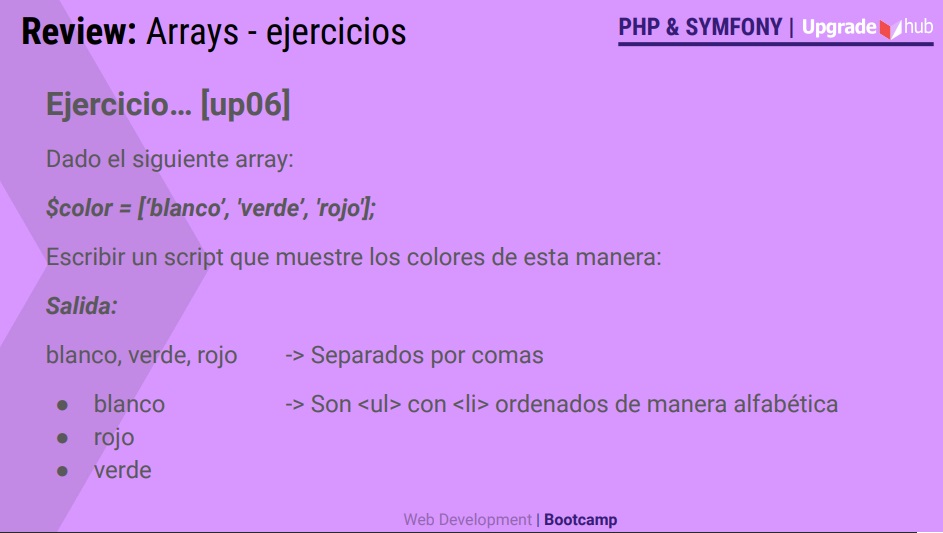 Review: Arrays - ejercicios
PHP & SYMFONY | Upgrade hub
Ejercicio... [up06]
Dado el siguiente array:
$color = [‘blanco’, 'verde’, 'rojo'];
Escribir un script que muestre los colores de esta manera:
Salida:
blanco, verde, rojo -> Separados por comas
● blanco -> Son <ul> con <li> ordenados de manera alfabética
● rojo
● verde
Web Development | Bootcamp